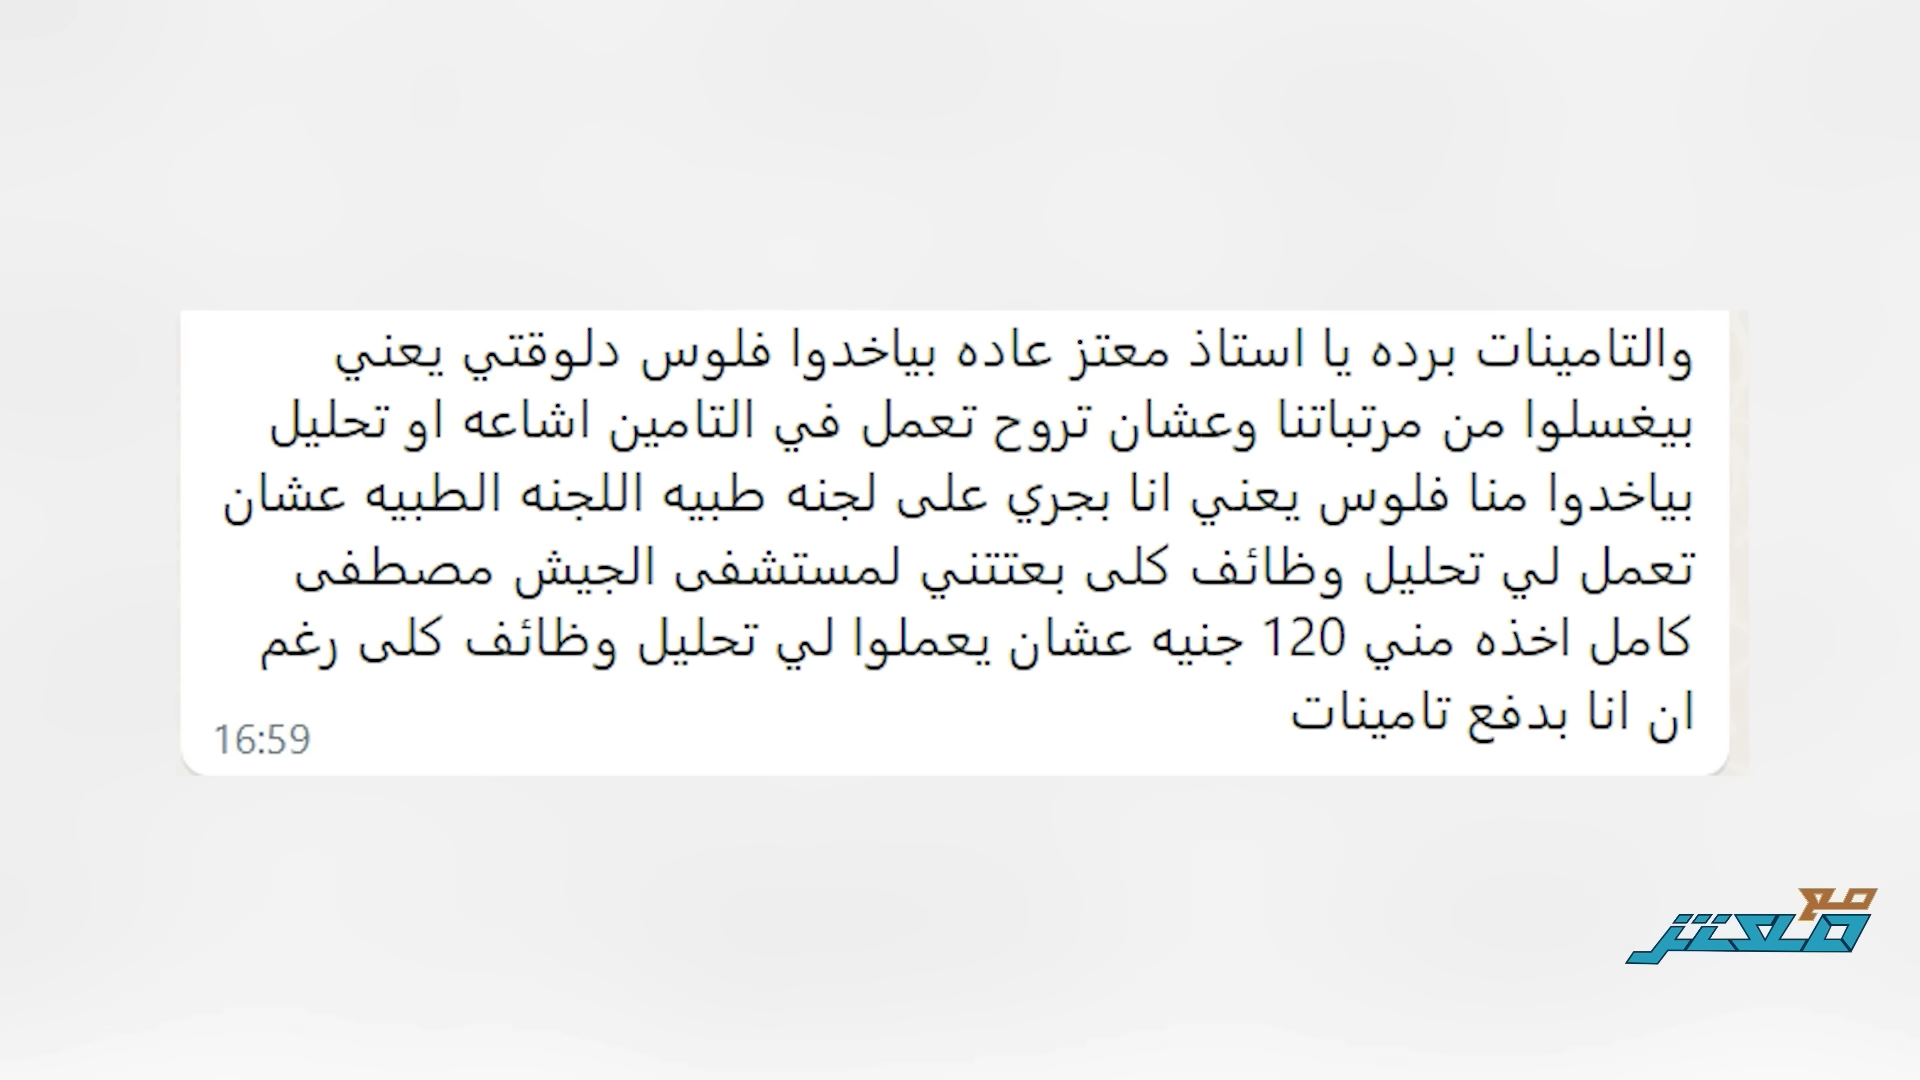 والتامينات برده يا استاذ معتز عاده بياخدوا فلوس دلوقتي يعني
بيغسلوا من مرتباتنا وعشان تروح تعمل في التامين اشاعه او تحليل
بياخدوا منا فلوس يعني انا بجري على لجنه طبيه اللجنه الطبيه عشان
تعمل لي تحليل وظائف كلى بعتتني لمستشفى الجيش مصطفى
كامل اخذه مني 120 جنيه عشان يعملوا لي تحليل وظائف كلى رغم
ان انا بدفع تامينات
16:59
مع
معتز